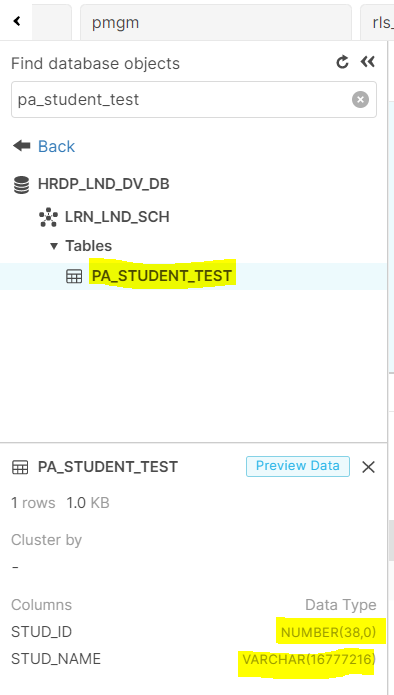 pmgm rls_
Find database objects
pa_student_test
Back
HRDP_LND_DV_DB
LRN_LND_SCH
Tables
PA_STUDENT_TEST
PA_STUDENT_TEST Preview Data
1 rows 1.0 KB
Cluster by
-
Columns Data Type
STUD_ID NUMBER(38,0)
STUD_NAME VARCHAR(16777216)